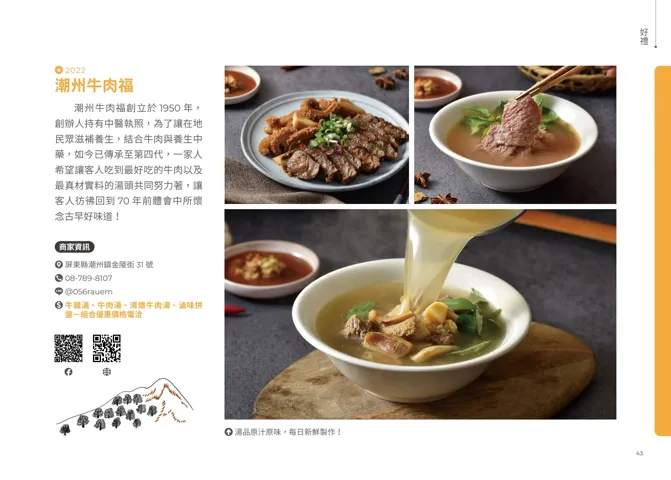 好禮
2022
潮州牛肉福
潮州牛肉福創立於 1950 年，
創辦人持有中醫執照，為了讓在地
民眾滋補養生，結合牛肉與養生中
藥，如今已傳承至第四代，一家人
希望讓客人吃到最好吃的牛肉以及
最真材實料的湯頭共同努力著，讓
客人彷彿回到 70 年前體會中所懷
念古早好味道！
商家資訊
屏東縣潮州鎮金陵街 31 號
08-789-8107
@056rauem
牛雜湯、牛肉湯、清燉牛肉湯、滷味拼
盤－組合優惠價格電洽
湯品原汁原味，每日新鮮製作！
43